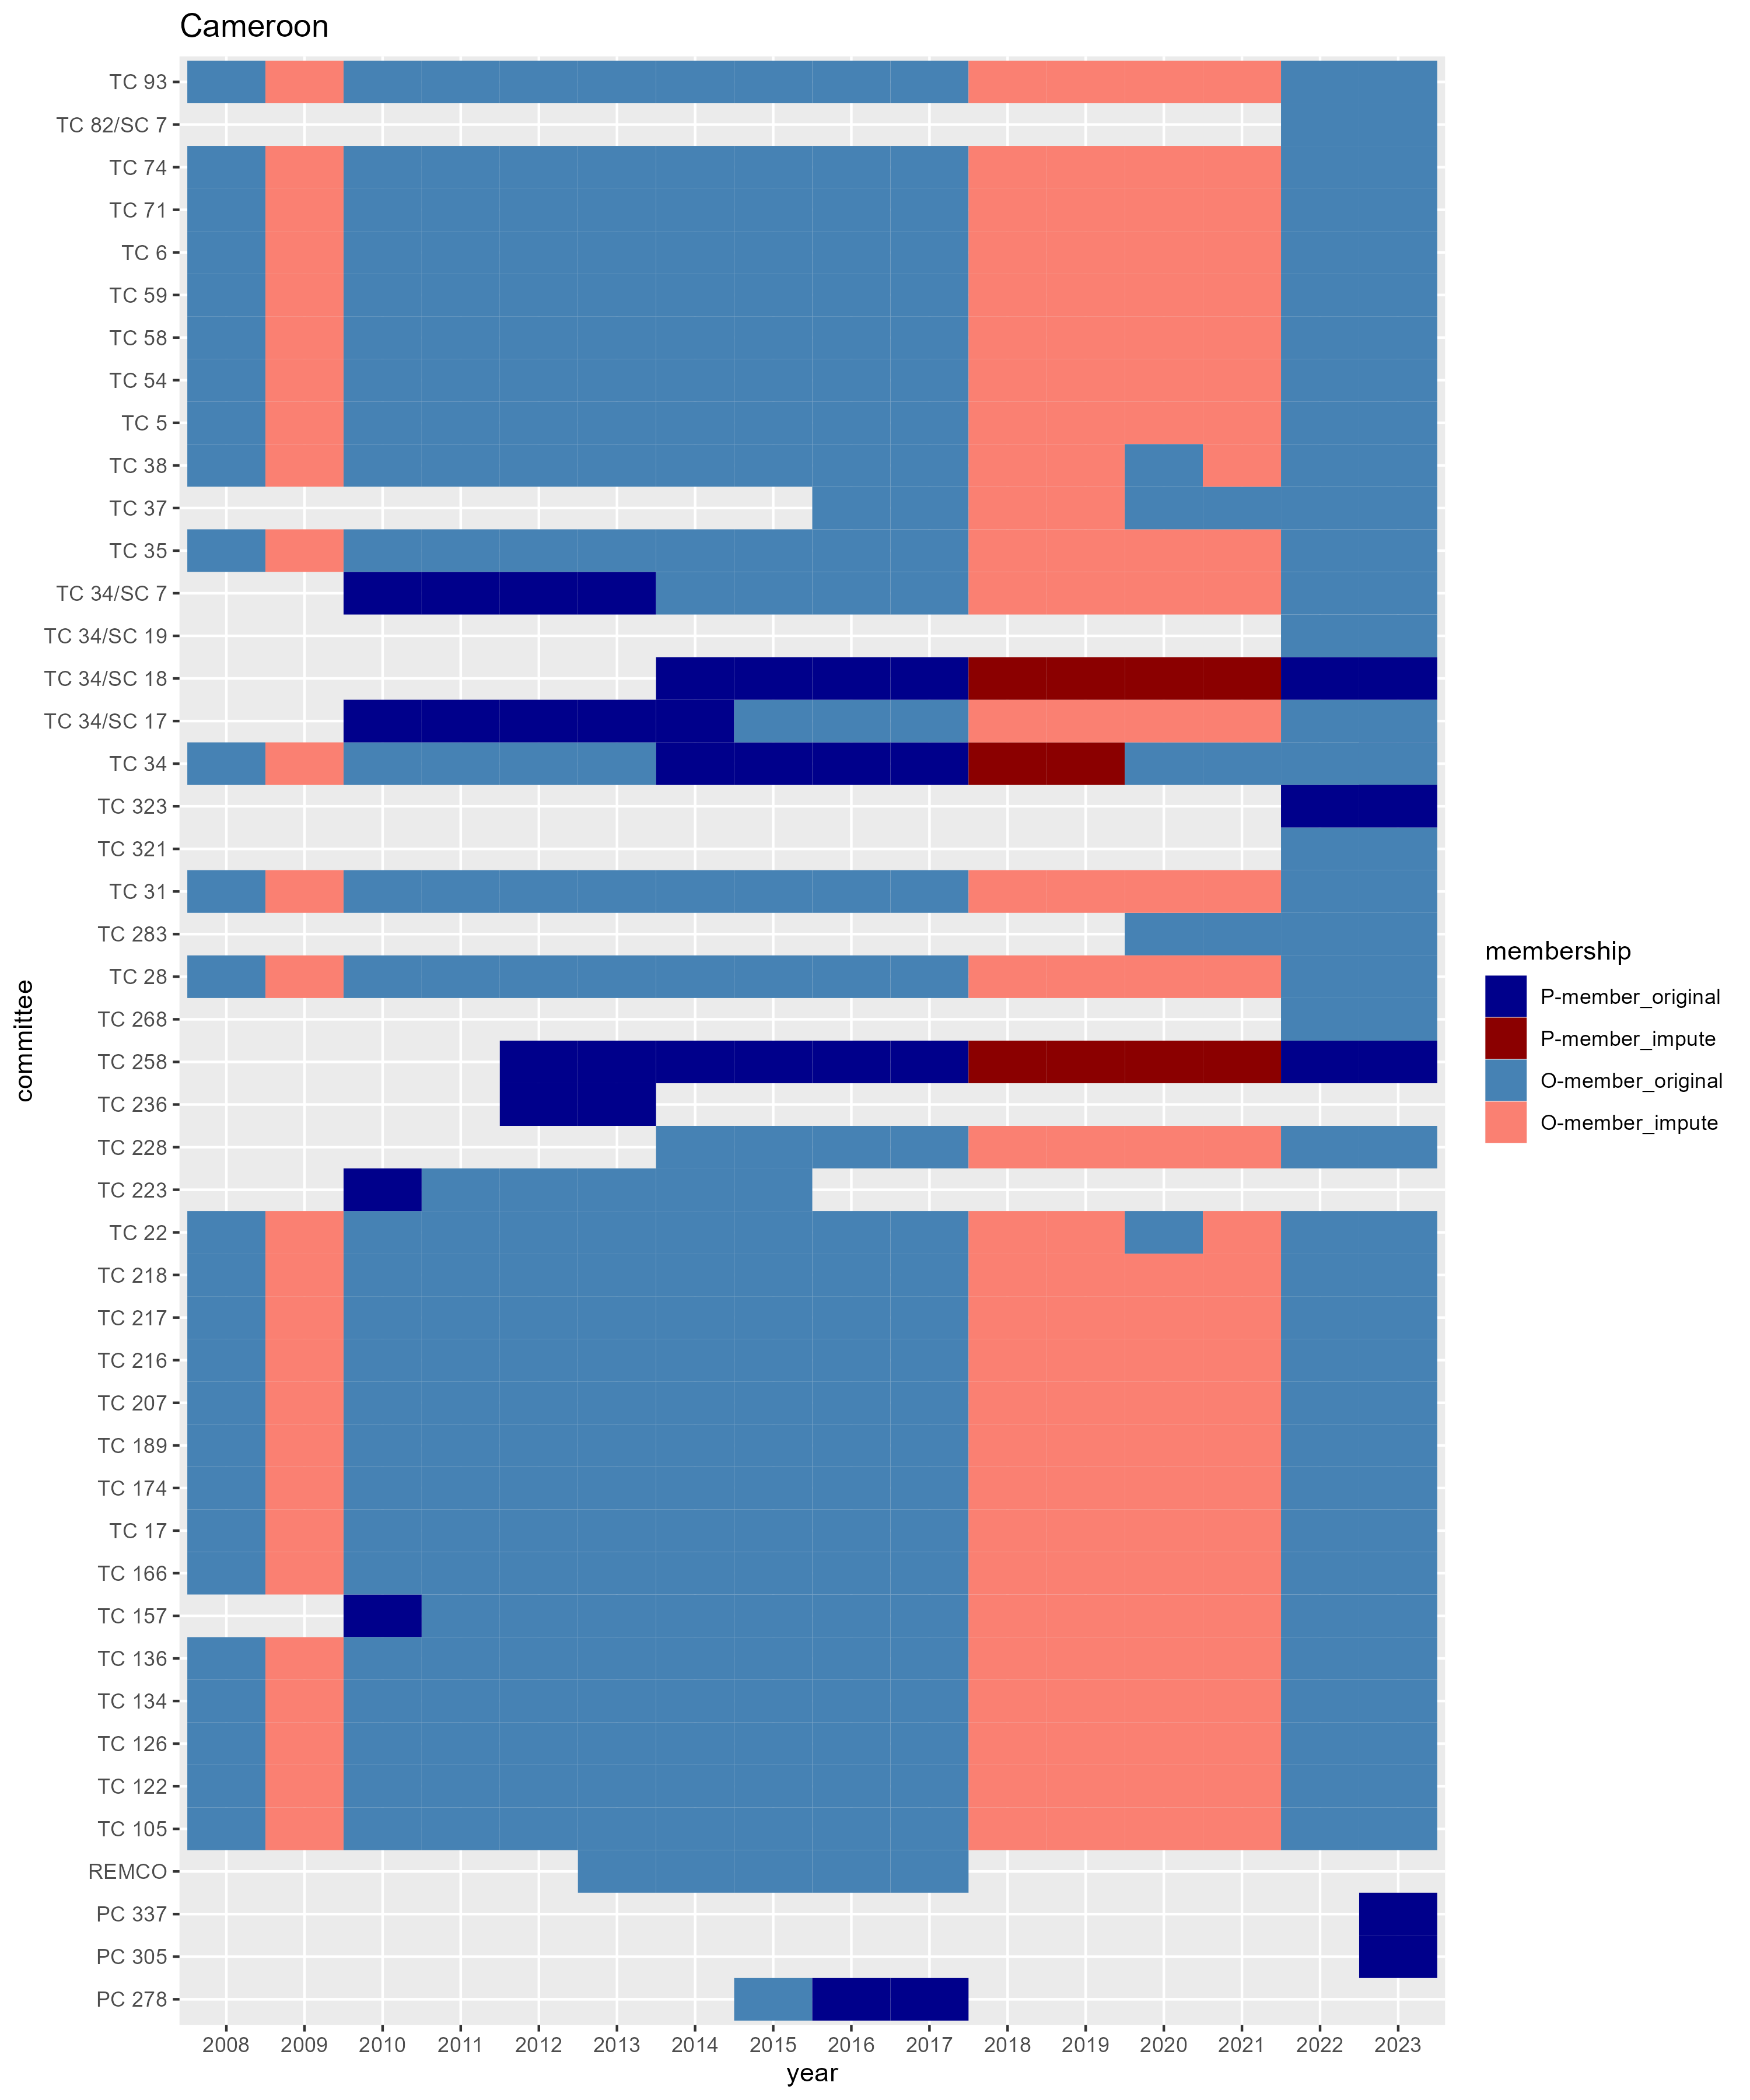 Cameroon
committee
TC 93
TC 82/SC 7
TC 74
TC 71
TC 6
TC 59
TC 58
TC 54
TC 5
TC 38
TC 37
TC 35
TC 34/SC 7
TC 34/SC 19
TC 34/SC 18
TC 34/SC 17
TC 34
TC 323
TC 321
TC 31
TC 283
TC 28
TC 268
TC 258
TC 236
TC 228
TC 223
TC 22
TC 218
TC 217
TC 216
TC 207
TC 189
TC 174
TC 17
TC 166
TC 157
TC 136
TC 134
TC 126
TC 122
TC 105
REMCO
PC 337
PC 305
PC 278
2008 2009 2010 2011 2012 2013 2014 2015 2016 2017 2018 2019 2020 2021 2022 2023
year
membership
P-member_original
P-member_impute
O-member_original
O-member_impute